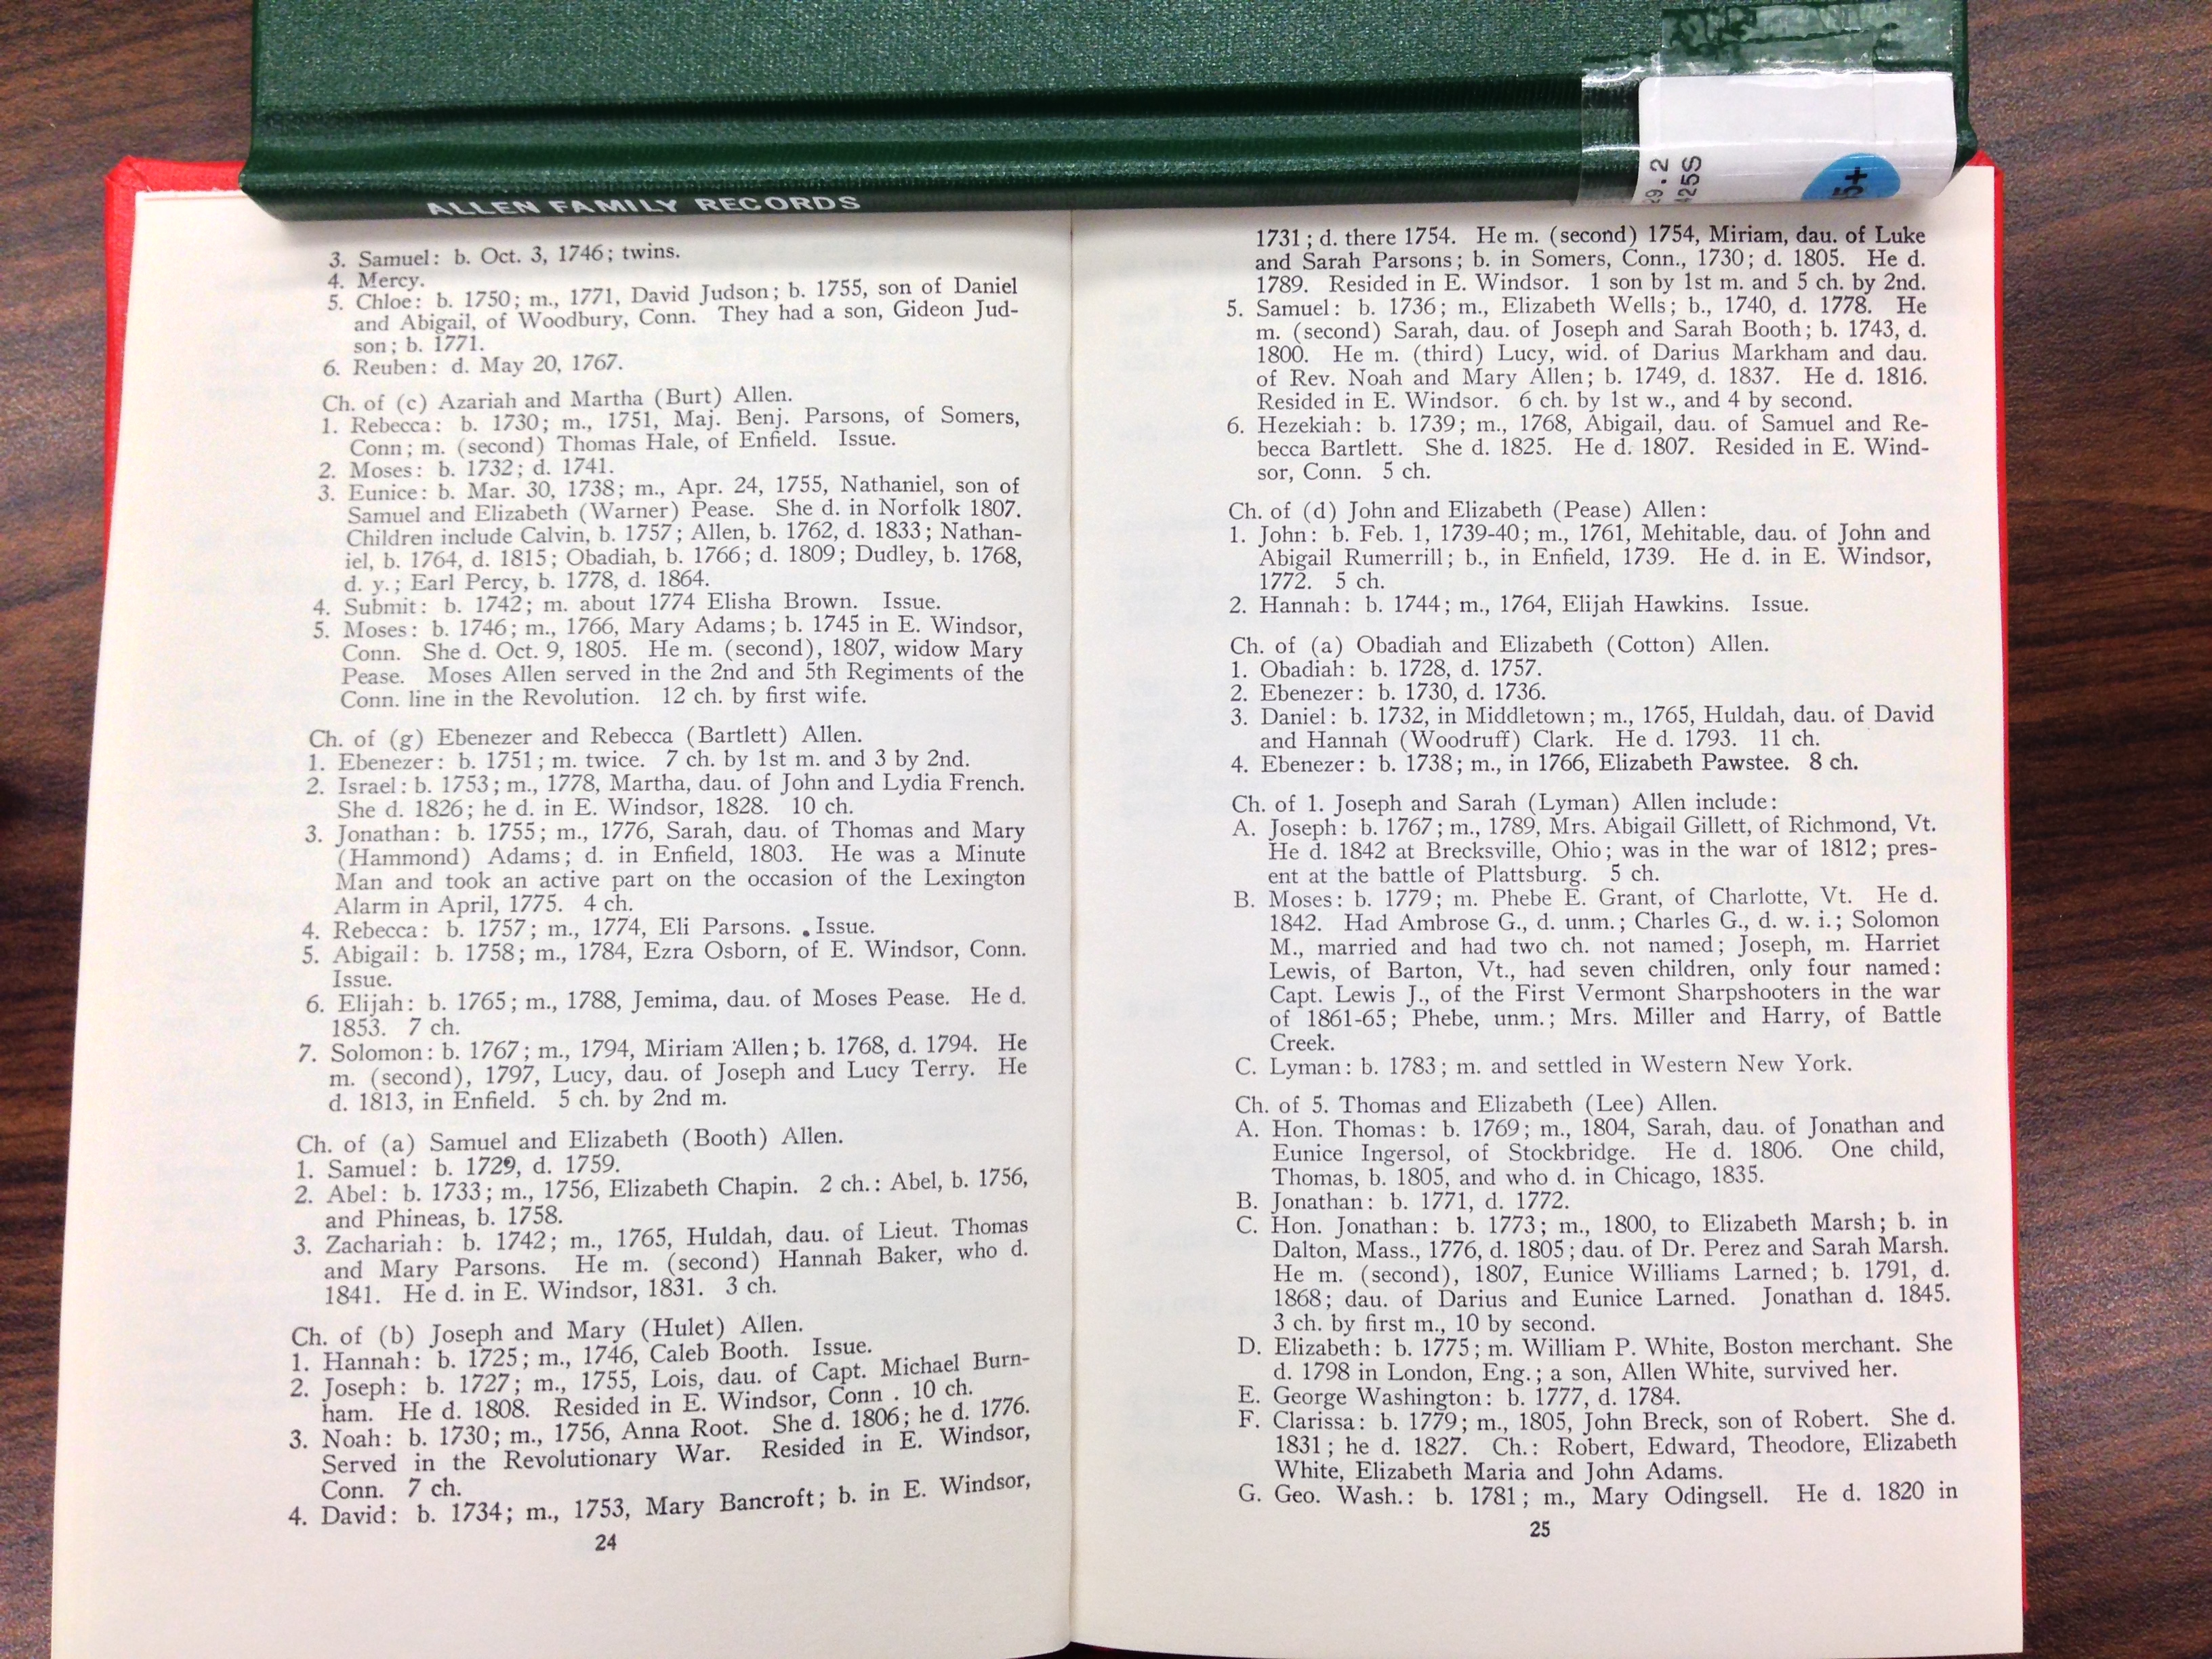 ALLEN FAMILY RECORDS
29.2
425S
5+
3. Samuel: b. Oct. 3, 1746; twins.
4. Mercy.
5. Chloe: b. 1750; m., 1771, David Judson; b. 1755, son of Daniel
and Abigail, of Woodbury, Conn. They had a son, Gideon Jud-
son; b. 1771.
6. Reuben: d. May 20, 1767.
Ch. of (c) Azariah and Martha (Burt) Allen.
1. Rebecca: b. 1730; m., 1751, Maj. Benj. Parsons, of Somers,
Conn; m. (second) Thomas Hale, of Enfield. Issue.
2. Moses: b. 1732; d. 1741.
3. Eunice: b. Mar. 30, 1738; m., Apr. 24, 1755, Nathaniel, son of
Samuel and Elizabeth (Warner) Pease. She d. in Norfolk 1807.
Children include Calvin, b. 1757; Allen, b. 1762, d. 1833; Nathan-
iel, b. 1764, d. 1815; Obadiah, b. 1766; d. 1809; Dudley, b. 1768,
d. y.; Earl Percy, b. 1778, d. 1864.
4. Submit: b. 1742; m. about 1774 Elisha Brown. Issue.
5. Moses: b. 1746; m., 1766, Mary Adams; b. 1745 in E. Windsor,
Conn. She d. Oct. 9, 1805. He m. (second), 1807, widow Mary
Pease. Moses Allen served in the 2nd and 5th Regiments of the
Conn. line in the Revolution. 12 ch. by first wife.
Ch. of (g) Ebenezer and Rebecca (Bartlett) Allen.
1. Ebenezer: b. 1751; m. twice. 7 ch. by 1st m. and 3 by 2nd.
2. Israel: b. 1753; m., 1778, Martha, dau. of John and Lydia French.
She d. 1826; he d. in E. Windsor, 1828. 10 ch.
3. Jonathan: b. 1755; m., 1776, Sarah, dau. of Thomas and Mary
(Hammond) Adams; d. in Enfield, 1803. He was a Minute
Man and took an active part on the occasion of the Lexington
Alarm in April, 1775. 4 ch.
4. Rebecca: b. 1757; m., 1774, Eli Parsons. Issue.
5. Abigail: b. 1758; m., 1784, Ezra Osborn, of E. Windsor, Conn.
Issue.
6. Elijah: b. 1765; m., 1788, Jemima, dau. of Moses Pease. He d.
1853. 7 ch.
7. Solomon: b. 1767; m., 1794, Miriam Allen; b. 1768, d. 1794. He
m. (second), 1797, Lucy, dau. of Joseph and Lucy Terry. He
d. 1813, in Enfield. 5 ch. by 2nd m.
Ch. of (a) Samuel and Elizabeth (Booth) Allen.
1. Samuel: b. 1729, d. 1759.
2. Abel: b. 1733; m., 1756, Elizabeth Chapin. 2 ch.: Abel, b. 1756,
and Phineas, b. 1758.
3. Zachariah: b. 1742; m., 1765, Huldah, dau. of Lieut. Thomas
and Mary Parsons. He m. (second) Hannah Baker, who d.
1841. He d. in E. Windsor, 1831. 3 ch.
Ch. of (b) Joseph and Mary (Hulet) Allen.
1. Hannah: b. 1725; m., 1746, Caleb Booth. Issue.
2. Joseph: b. 1727; m., 1755, Lois, dau. of Capt. Michael Burn-
ham. He d. 1808. Resided in E. Windsor, Conn . 10 ch.
3. Noah: b. 1730; m., 1756, Anna Root. She d. 1806; he d. 1776.
Served in the Revolutionary War. Resided in E. Windsor,
Conn. 7 ch.
4. David: b. 1734; m., 1753, Mary Bancroft; b. in E. Windsor,
24
1731; d. there 1754. He m. (second) 1754, Miriam, dau. of Luke
and Sarah Parsons; b. in Somers, Conn., 1730; d. 1805. He d.
1789. Resided in E. Windsor. 1 son by 1st m. and 5 ch. by 2nd.
5. Samuel: b. 1736; m., Elizabeth Wells; b., 1740, d. 1778. He
m. (second) Sarah, dau. of Joseph and Sarah Booth; b. 1743, d.
1800. He m. (third) Lucy, wid. of Darius Markham and dau.
of Rev. Noah and Mary Allen; b. 1749, d. 1837. He d. 1816.
Resided in E. Windsor. 6 ch. by 1st w., and 4 by second.
6. Hezekiah: b. 1739; m., 1768, Abigail, dau. of Samuel and Re-
becca Bartlett. She d. 1825. He d. 1807. Resided in E. Wind-
sor, Conn. 5 ch.
Ch. of (d) John and Elizabeth (Pease) Allen:
1. John: b. Feb. 1, 1739-40; m., 1761, Mehitable, dau. of John and
Abigail Rumerrill; b., in Enfield, 1739. He d. in E. Windsor,
1772. 5 ch.
2. Hannah: b. 1744; m., 1764, Elijah Hawkins. Issue.
Ch. of (a) Obadiah and Elizabeth (Cotton) Allen.
1. Obadiah: b. 1728, d. 1757.
2. Ebenezer: b. 1730, d. 1736.
3. Daniel: b. 1732, in Middletown; m., 1765, Huldah, dau. of David
and Hannah (Woodruff) Clark. He d. 1793. 11 ch.
4. Ebenezer: b. 1738; m., in 1766, Elizabeth Pawstee. 8 ch.
Ch. of 1. Joseph and Sarah (Lyman) Allen include:
A. Joseph: b. 1767; m., 1789, Mrs. Abigail Gillett, of Richmond, Vt.
He d. 1842 at Brecksville, Ohio; was in the war of 1812; pres-
ent at the battle of Plattsburg. 5 ch.
B. Moses: b. 1779; m. Phebe E. Grant, of Charlotte, Vt. He d.
1842. Had Ambrose G., d. unm.; Charles G., d. w. i.; Solomon
M., married and had two ch. not named; Joseph, m. Harriet
Lewis, of Barton, Vt., had seven children, only four named:
Capt. Lewis J., of the First Vermont Sharpshooters in the war
of 1861-65; Phebe, unm.; Mrs. Miller and Harry, of Battle
Creek.
C. Lyman: b. 1783; m. and settled in Western New York.
Ch. of 5. Thomas and Elizabeth (Lee) Allen.
A. Hon. Thomas: b. 1769; m., 1804, Sarah, dau. of Jonathan and
Eunice Ingersol, of Stockbridge. He d. 1806. One child,
Thomas, b. 1805, and who d. in Chicago, 1835.
B. Jonathan: b. 1771, d. 1772.
C. Hon. Jonathan: b. 1773; m., 1800, to Elizabeth Marsh; b. in
Dalton, Mass., 1776, d. 1805; dau. of Dr. Perez and Sarah Marsh.
He m. (second), 1807, Eunice Williams Larned; b. 1791, d.
1868; dau. of Darius and Eunice Larned. Jonathan d. 1845.
3 ch. by first m., 10 by second.
D. Elizabeth: b. 1775; m. William P. White, Boston merchant. She
d. 1798 in London, Eng.; a son, Allen White, survived her.
E. George Washington: b. 1777, d. 1784.
F. Clarissa: b. 1779; m., 1805, John Breck, son of Robert. She d.
1831; he d. 1827. Ch.: Robert, Edward, Theodore, Elizabeth
White, Elizabeth Maria and John Adams.
G. Geo. Wash.: b. 1781; m., Mary Odingsell. He d. 1820 in
25